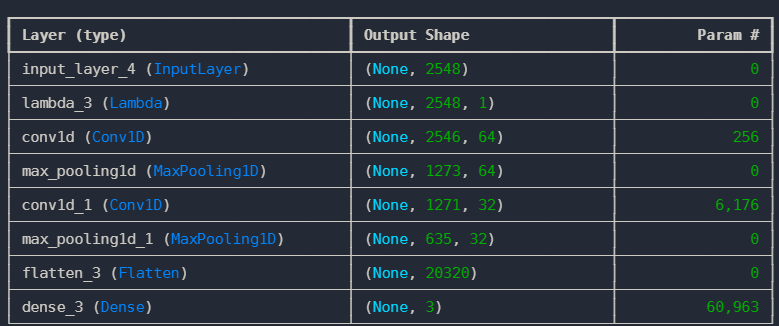 Layer (type) Output Shape Param #
input_layer_4 (InputLayer) (None, 2548) 0
lambda_3 (Lambda) (None, 2548, 1) 0
conv1d (Conv1D) (None, 2546, 64) 256
max_pooling1d (MaxPooling1D) (None, 1273, 64) 0
conv1d_1 (Conv1D) (None, 1271, 32) 6,176
max_pooling1d_1 (MaxPooling1D) (None, 635, 32) 0
flatten_3 (Flatten) (None, 20320) 0
dense_3 (Dense) (None, 3) 60,963